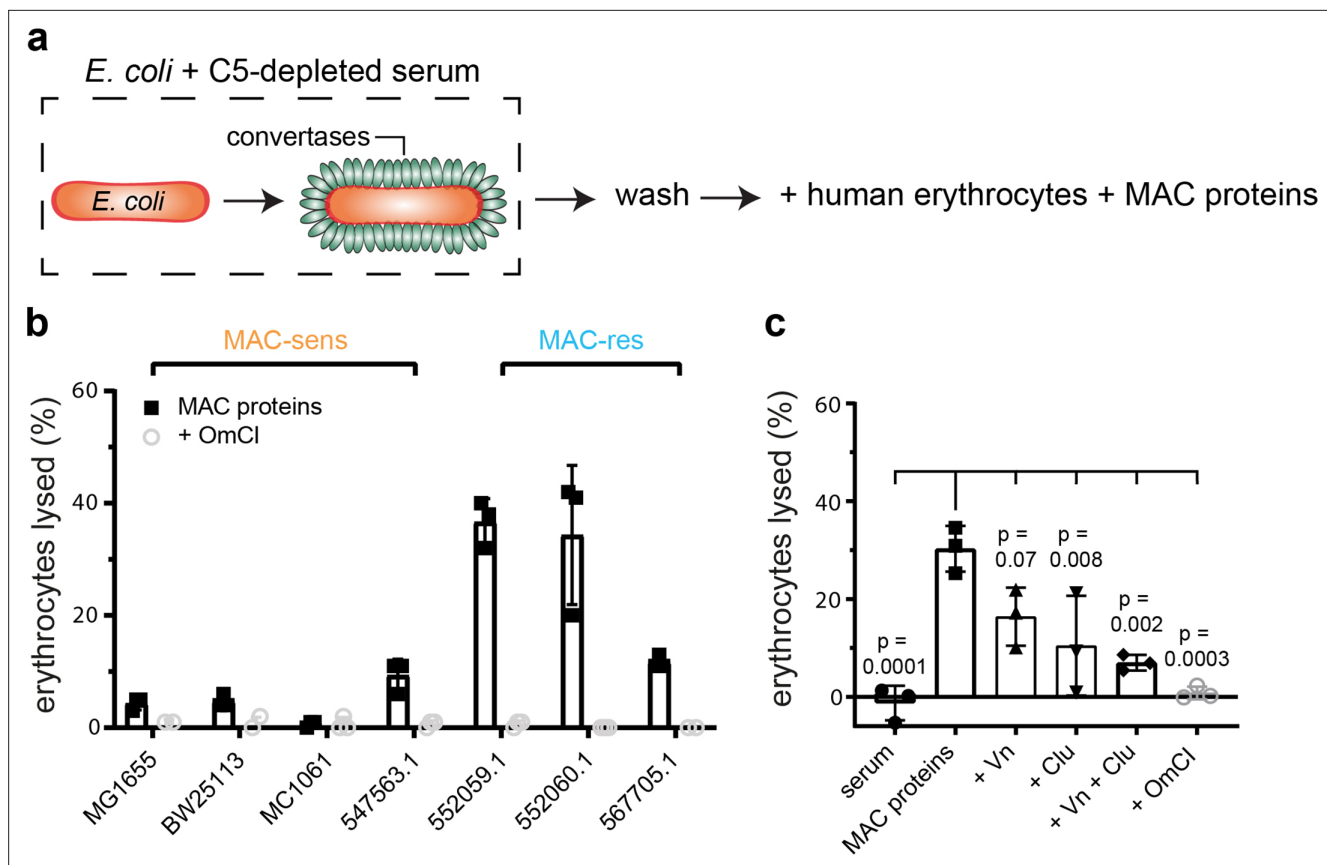 a
E. coli + C5-depleted serum
convertases
E. coli
wash
+ human erythrocytes + MAC proteins
b
MAC-sens
MAC-res
erythrocytes lysed (%)
60
40
20
0
MAC proteins
+ OmCI
MG1655
BW25113
MC1061
547563.1
552059.1
552060.1
567705.1
c
erythrocytes lysed (%)
60
40
20
0
p =
0.0001
p =
0.07
p =
0.008
p =
0.002
p =
0.0003
serum
MAC proteins
+ Vn
+ Clu
+ Vn + Clu
+ OmCI